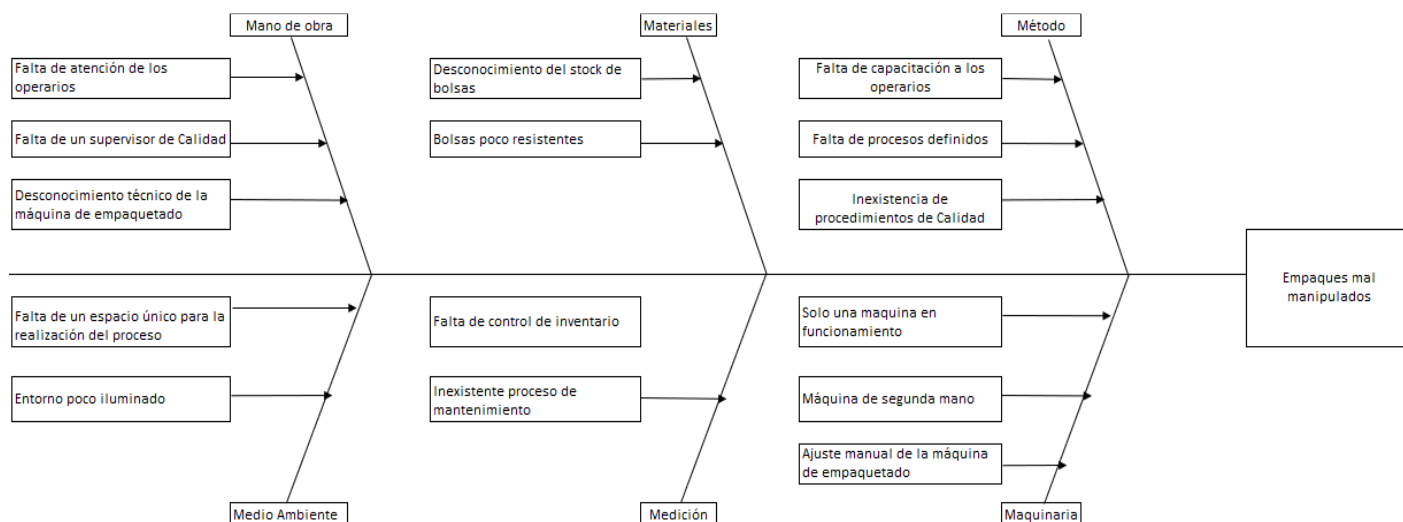 Mano de obra
Materiales
Método
Falta de atención de los
operarios
Desconocimiento del stock de
bolsas
Falta de capacitación a los
operarios
Falta de un supervisor de Calidad
Bolsas poco resistentes
Falta de procesos definidos
Desconocimiento técnico de la
máquina de empaquetado
Inexistencia de
procedimientos de Calidad
Empaques mal
manipulados
Falta de un espacio único para la
realización del proceso
Falta de control de inventario
Solo una maquina en
funcionamiento
Entorno poco iluminado
Inexistente proceso de
mantenimiento
Máquina de segunda mano
Ajuste manual de la máquina
de empaquetado
Medio Ambiente
Medición
Maquinaria